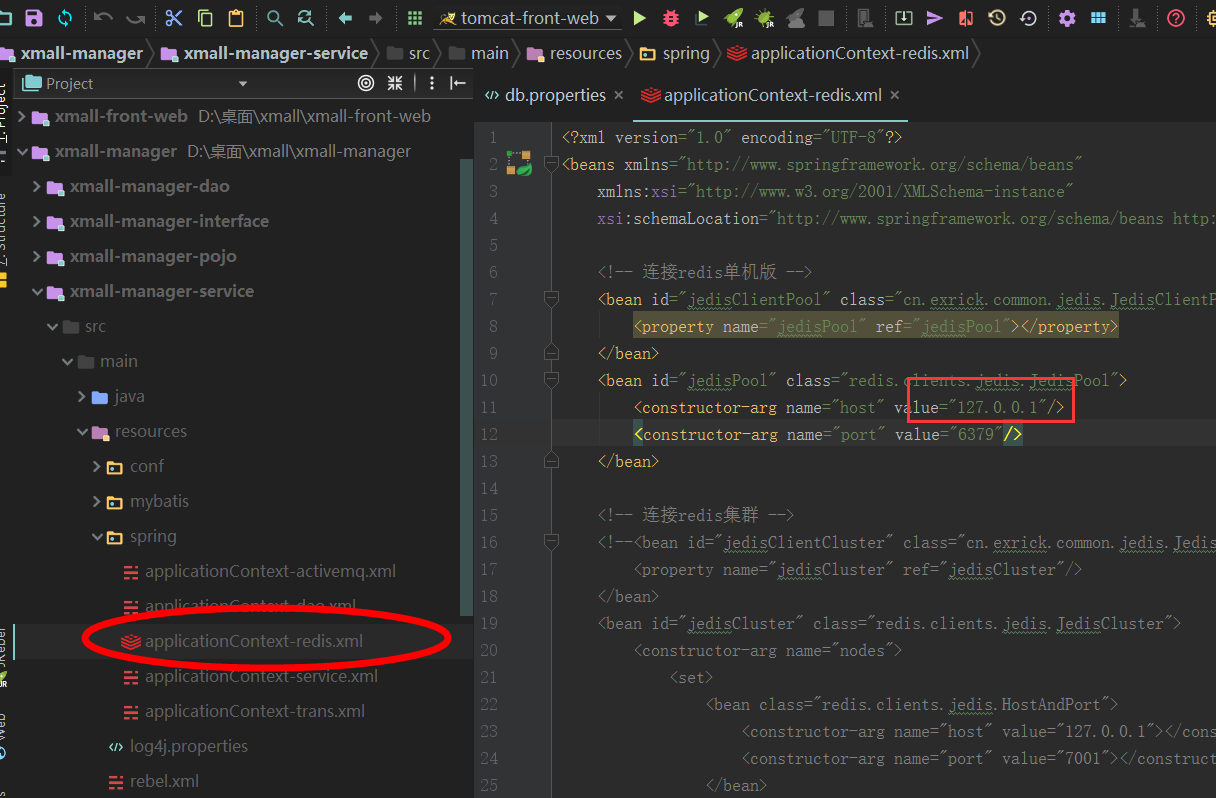 tomcat-front-web
xmall-manager xmall-manager-service src main resources spring applicationContext-redis.xml
Project
db.properties applicationContext-redis.xml
xmall-front-web D:\桌面\xmall\xmall-front-web
xmall-manager D:\桌面\xmall\xmall-manager
xmall-manager-dao
xmall-manager-interface
xmall-manager-pojo
xmall-manager-service
src
main
java
resources
conf
mybatis
spring
applicationContext-activemq.xml
applicationContext-dao.xml
applicationContext-redis.xml
applicationContext-service.xml
applicationContext-trans.xml
log4j.properties
rebel.xml
1 <?xml version="1.0" encoding="UTF-8"?>
2 <beans xmlns="http://www.springframework.org/schema/beans"
3 xmlns:xsi="http://www.w3.org/2001/XMLSchema-instance"
4 xsi:schemaLocation="http://www.springframework.org/schema/beans http:
5
6 <!-- 连接redis单机版 -->
7 <bean id="jedisClientPool" class="cn.exrick.common.jedis.JedisClientP
8 <property name="jedisPool" ref="jedisPool"></property>
9 </bean>
10 <bean id="jedisPool" class="redis.clients.jedis.JedisPool">
11 <constructor-arg name="host" value="127.0.0.1"/>
12 <constructor-arg name="port" value="6379"/>
13 </bean>
14
15 <!-- 连接redis集群 -->
16 <!--<bean id="jedisClientCluster" class="cn.exrick.common.jedis.Jedis
17 <property name="jedisCluster" ref="jedisCluster"/>
18 </bean>
19 <bean id="jedisCluster" class="redis.clients.jedis.JedisCluster">
20 <constructor-arg name="nodes">
21 <set>
22 <bean class="redis.clients.jedis.HostAndPort">
23 <constructor-arg name="host" value="127.0.0.1"></cons
24 <constructor-arg name="port" value="7001"></construct
25 </bean>
Project
Structure
JRebel
Web